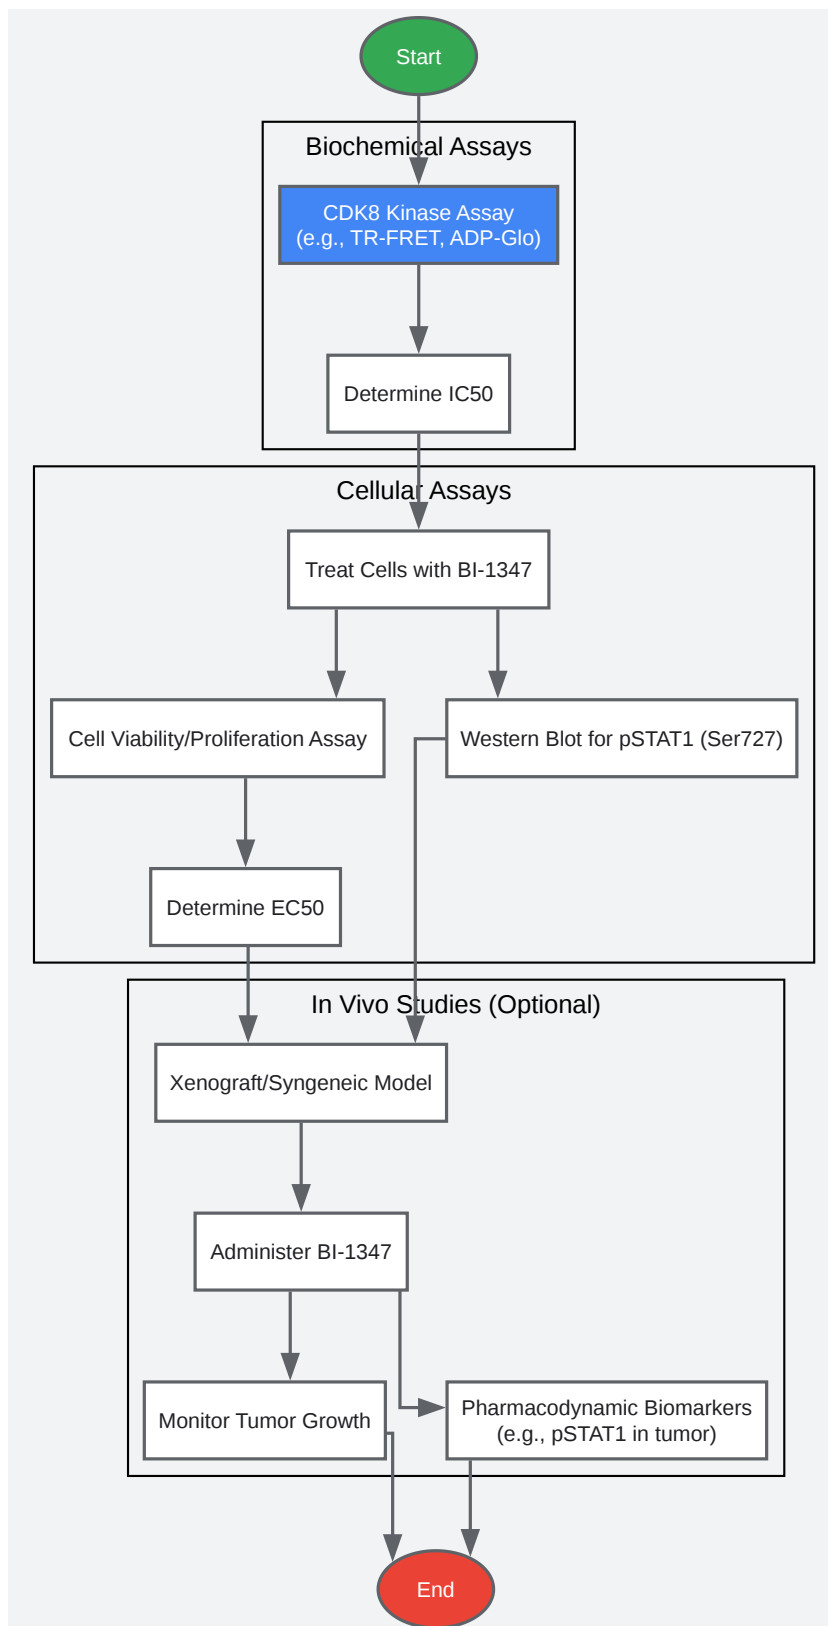 Start
Biochemical Assays
CDK8 Kinase Assay
(e.g., TR-FRET, ADP-Glo)
Determine IC50
Cellular Assays
Treat Cells with BI-1347
Cell Viability/Proliferation Assay
Western Blot for pSTAT1 (Ser727)
Determine EC50
In Vivo Studies (Optional)
Xenograft/Syngeneic Model
Administer BI-1347
Monitor Tumor Growth
Pharmacodynamic Biomarkers
(e.g., pSTAT1 in tumor)
End